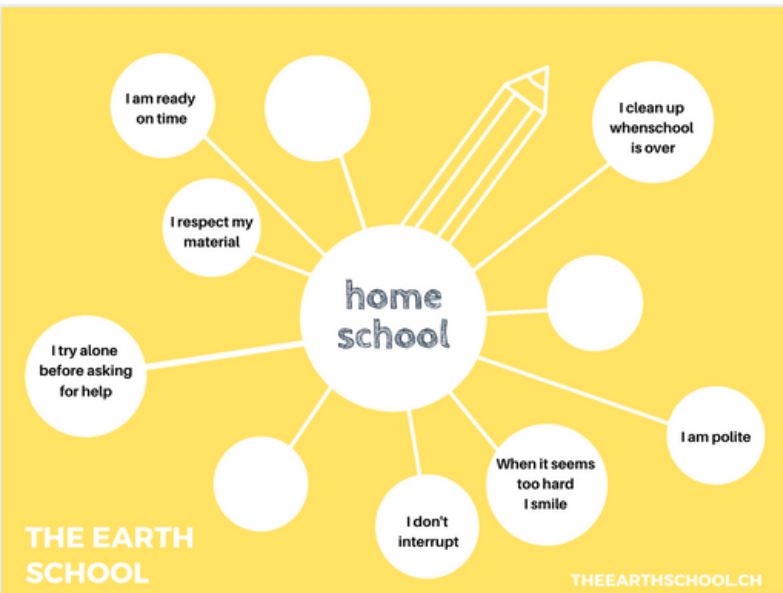 I am ready
on time
I clean up
whenschool
is over
I respect my
material
home
school
I try alone
before asking
for help
I am polite
When it seems
too hard
I smile
I don't
interrupt
THE EARTH
SCHOOL
THEEARTHSCHOOL.CH